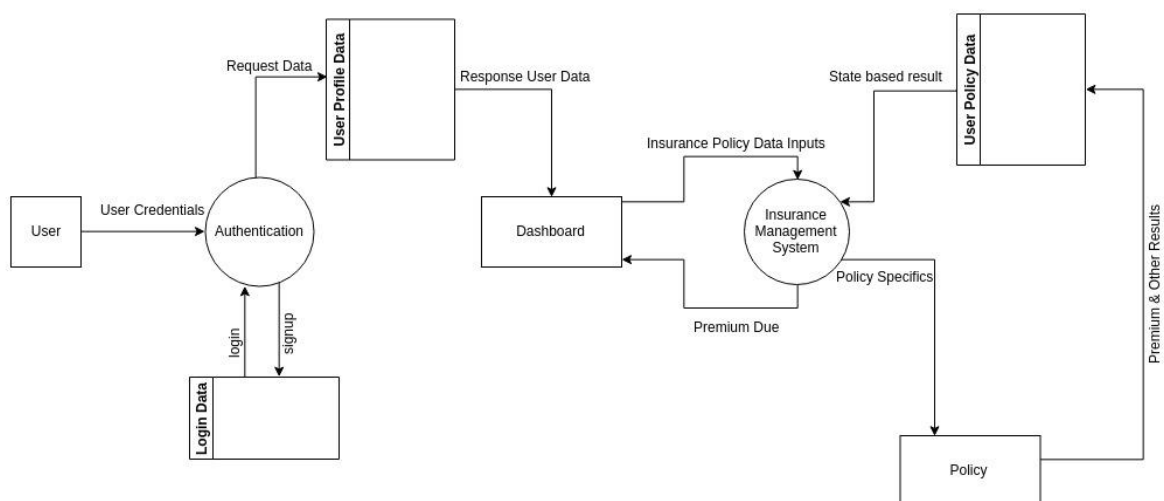 User
User Credentials
Authentication
Request Data
User Profile Data
Response User Data
login
signup
Login Data
Dashboard
Insurance Policy Data Inputs
Insurance
Management
System
Premium Due
State based result
User Policy Data
Policy Specifics
Policy
Premium & Other Results